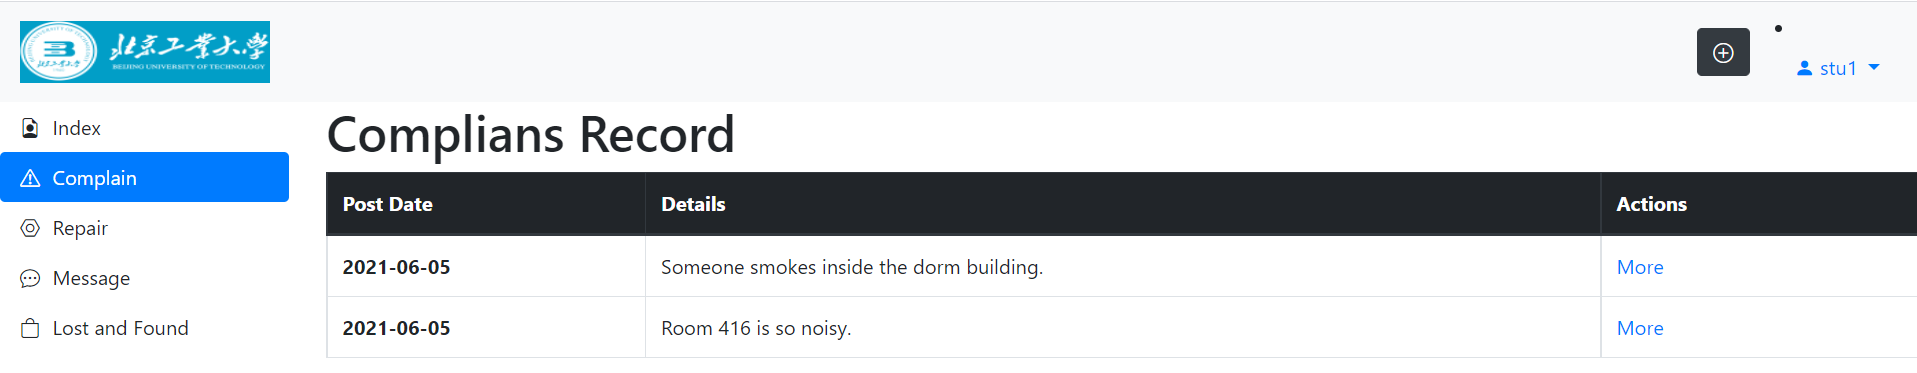 北京工业大学
BEIJING UNIVERSITY OF TECHNOLOGY
stu1
Index
Complain
Repair
Message
Lost and Found
Complians Record
Post Date Details Actions
2021-06-05 Someone smokes inside the dorm building. More
2021-06-05 Room 416 is so noisy. More